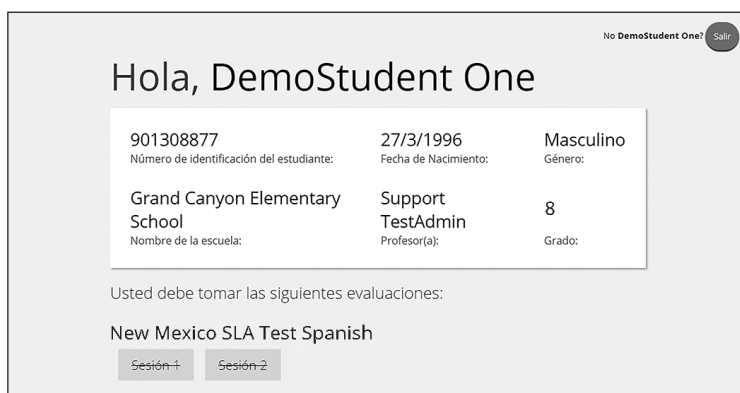 No DemoStudent One? Salir
Hola, DemoStudent One
901308877 27/3/1996 Masculino
Número de identificación del estudiante: Fecha de Nacimiento: Género:
Grand Canyon Elementary Support
School TestAdmin 8
Nombre de la escuela: Profesor(a): Grado:
Usted debe tomar las siguientes evaluaciones:
New Mexico SLA Test Spanish
Sesión 1 Sesión 2